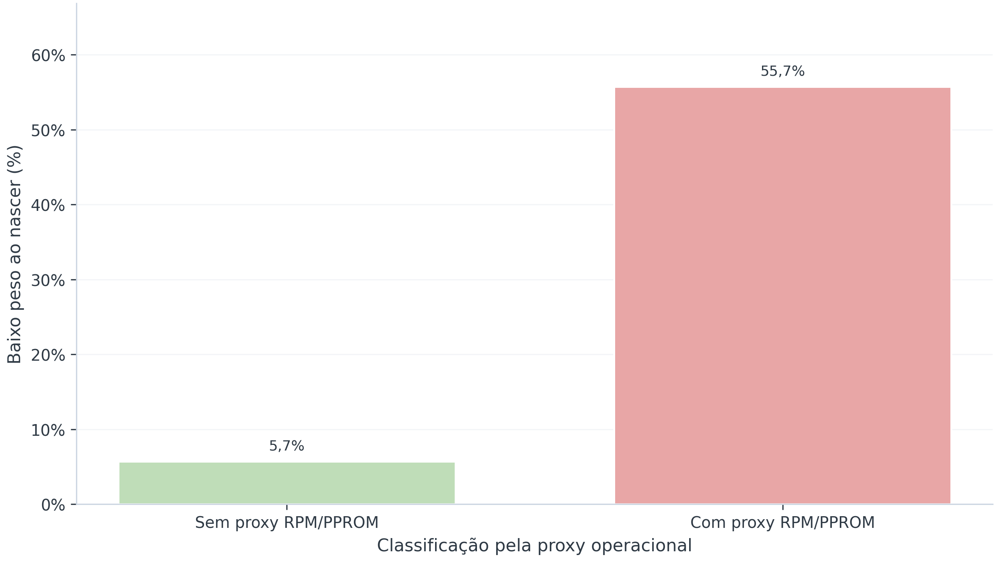 Baixo peso ao nascer (%)
60%
50%
40%
30%
20%
10%
0%
5,7%
55,7%
Sem proxy RPM/PPROM
Com proxy RPM/PPROM
Classificação pela proxy operacional